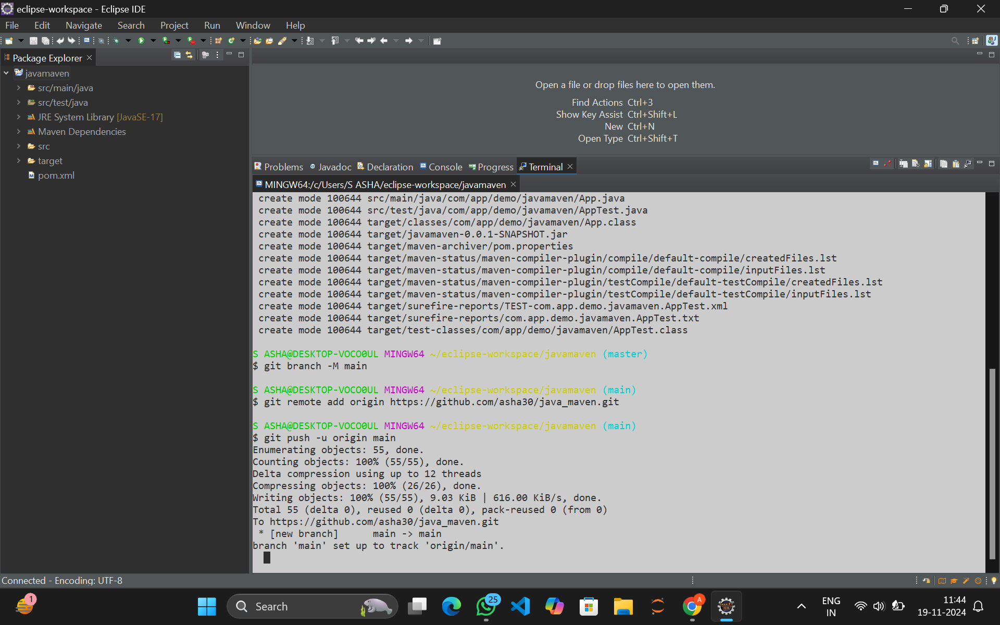 eclipse-workspace - Eclipse IDE
File Edit Navigate Search Project Run Window Help
Package Explorer
javamaven
src/main/java
src/test/java
JRE System Library [JavaSE-17]
Maven Dependencies
src
target
pom.xml
Open a file or drop files here to open them.
Find Actions Ctrl+3
Show Key Assist Ctrl+Shift+L
New Ctrl+N
Open Type Ctrl+Shift+T
Problems Javadoc Declaration Console Progress Terminal
MINGW64:/c/Users/S ASHA/eclipse-workspace/javamaven
create mode 100644 src/main/java/com/app/demo/javamaven/App.java
create mode 100644 src/test/java/com/app/demo/javamaven/AppTest.java
create mode 100644 target/classes/com/app/demo/javamaven/App.class
create mode 100644 target/javamaven-0.0.1-SNAPSHOT.jar
create mode 100644 target/maven-archiver/pom.properties
create mode 100644 target/maven-status/maven-compiler-plugin/compile/default-compile/createdFiles.lst
create mode 100644 target/maven-status/maven-compiler-plugin/compile/default-compile/inputFiles.lst
create mode 100644 target/maven-status/maven-compiler-plugin/testCompile/default-testCompile/createdFiles.lst
create mode 100644 target/maven-status/maven-compiler-plugin/testCompile/default-testCompile/inputFiles.lst
create mode 100644 target/surefire-reports/TEST-com.app.demo.javamaven.AppTest.xml
create mode 100644 target/surefire-reports/com.app.demo.javamaven.AppTest.txt
create mode 100644 target/test-classes/com/app/demo/javamaven/AppTest.class
S ASHA@DESKTOP-VOCO0UL MINGW64 ~/eclipse-workspace/javamaven (master)
$ git branch -M main
S ASHA@DESKTOP-VOCO0UL MINGW64 ~/eclipse-workspace/javamaven (main)
$ git remote add origin https://github.com/asha30/java_maven.git
S ASHA@DESKTOP-VOCO0UL MINGW64 ~/eclipse-workspace/javamaven (main)
$ git push -u origin main
Enumerating objects: 55, done.
Counting objects: 100% (55/55), done.
Delta compression using up to 12 threads
Compressing objects: 100% (26/26), done.
Writing objects: 100% (55/55), 9.03 KiB | 616.00 KiB/s, done.
Total 55 (delta 0), reused 0 (delta 0), pack-reused 0 (from 0)
To https://github.com/asha30/java_maven.git
* [new branch] main -> main
branch 'main' set up to track 'origin/main'.
Connected - Encoding: UTF-8
1
Search
25
A
ENG
IN
11:44
19-11-2024